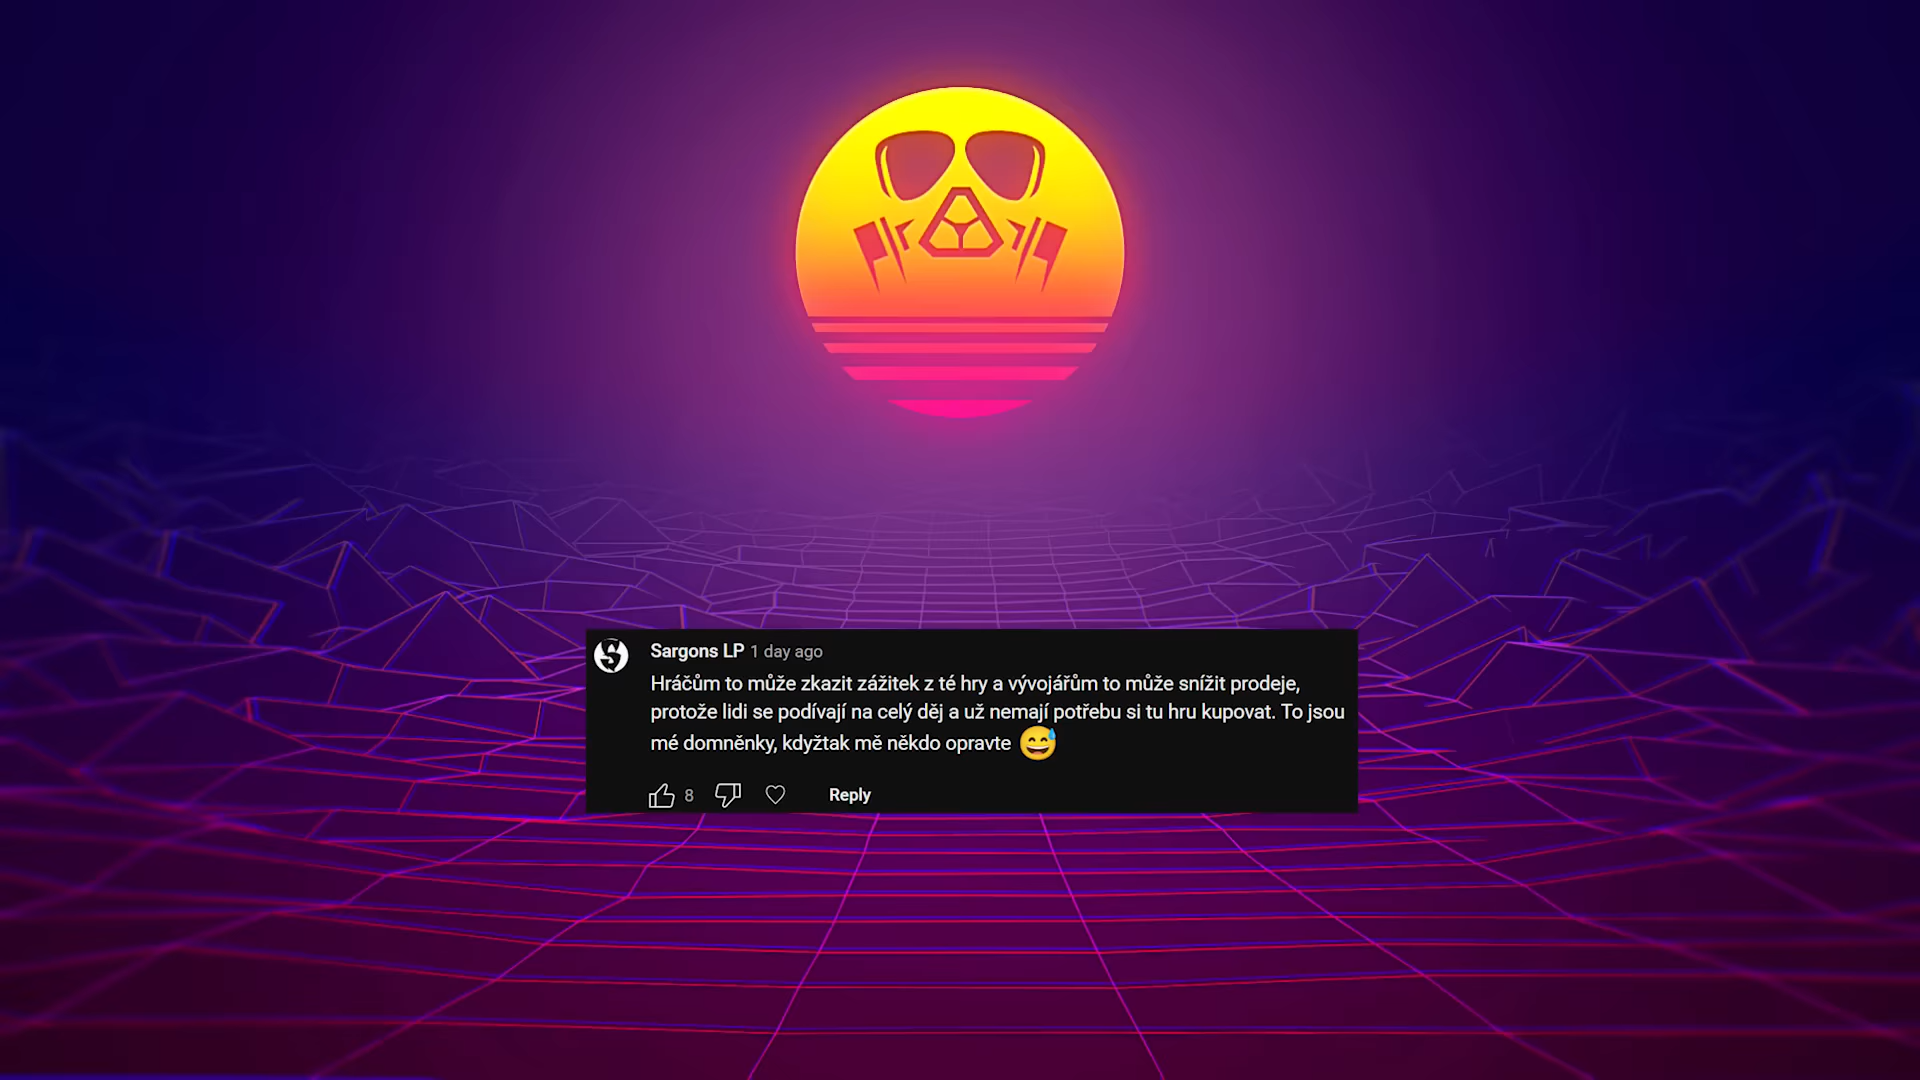 Sargons LP 1 day ago
Hráčům to může zkazit zážitek z té hry a vývojářům to může snížit prodeje,
protože lidi se podívají na celý děj a už nemají potřebu si tu hru kupovat. To jsou
mé domněnky, kdyžtak mě někdo opravte 😅
8 Reply